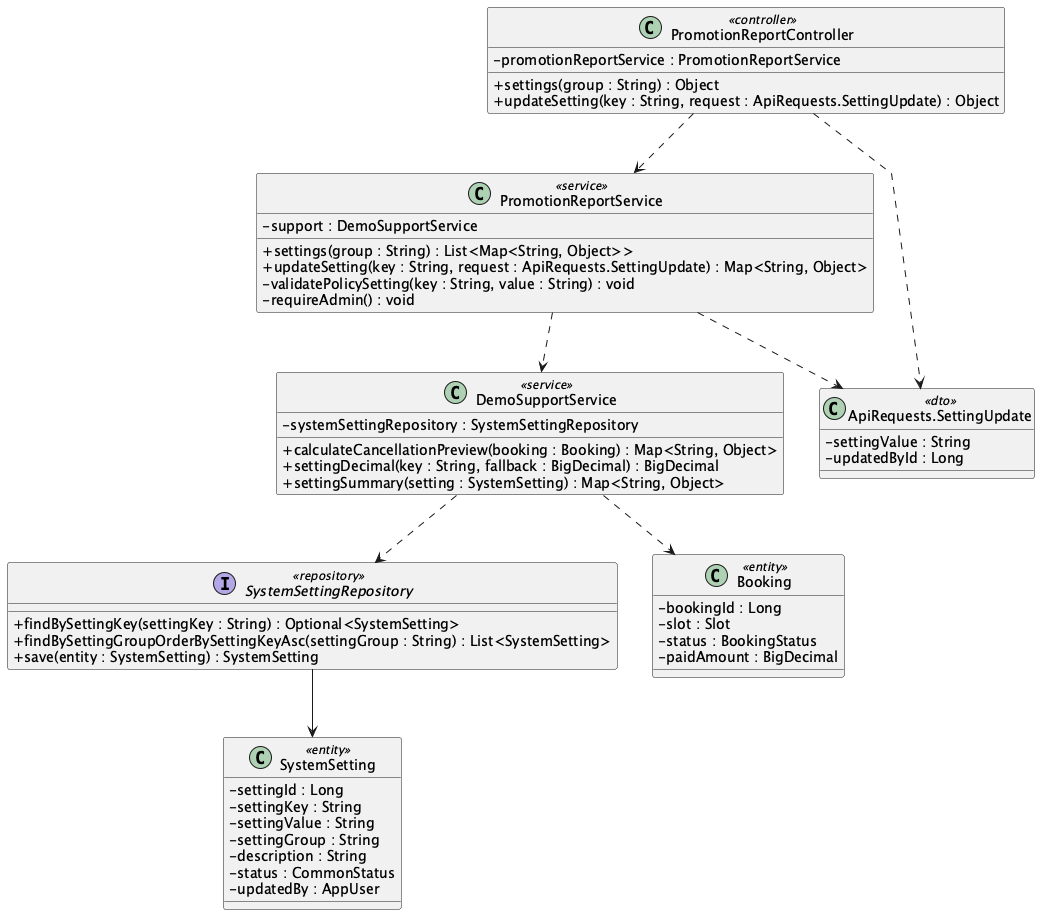 «controller»
C PromotionReportController
-promotionReportService : PromotionReportService
+settings(group : String) : Object
+updateSetting(key : String, request : ApiRequests.SettingUpdate) : Object
«service»
C PromotionReportService
-support : DemoSupportService
+settings(group : String) : List<Map<String, Object>>
+updateSetting(key : String, request : ApiRequests.SettingUpdate) : Map<String, Object>
-validatePolicySetting(key : String, value : String) : void
-requireAdmin() : void
«service»
C DemoSupportService
-systemSettingRepository : SystemSettingRepository
+calculateCancellationPreview(booking : Booking) : Map<String, Object>
+settingDecimal(key : String, fallback : BigDecimal) : BigDecimal
+settingSummary(setting : SystemSetting) : Map<String, Object>
«dto»
C ApiRequests.SettingUpdate
-settingValue : String
-updatedById : Long
«repository»
I SystemSettingRepository
+findBySettingKey(settingKey : String) : Optional<SystemSetting>
+findBySettingGroupOrderBySettingKeyAsc(settingGroup : String) : List<SystemSetting>
+save(entity : SystemSetting) : SystemSetting
«entity»
C Booking
-bookingId : Long
-slot : Slot
-status : BookingStatus
-paidAmount : BigDecimal
«entity»
C SystemSetting
-settingId : Long
-settingKey : String
-settingValue : String
-settingGroup : String
-description : String
-status : CommonStatus
-updatedBy : AppUser